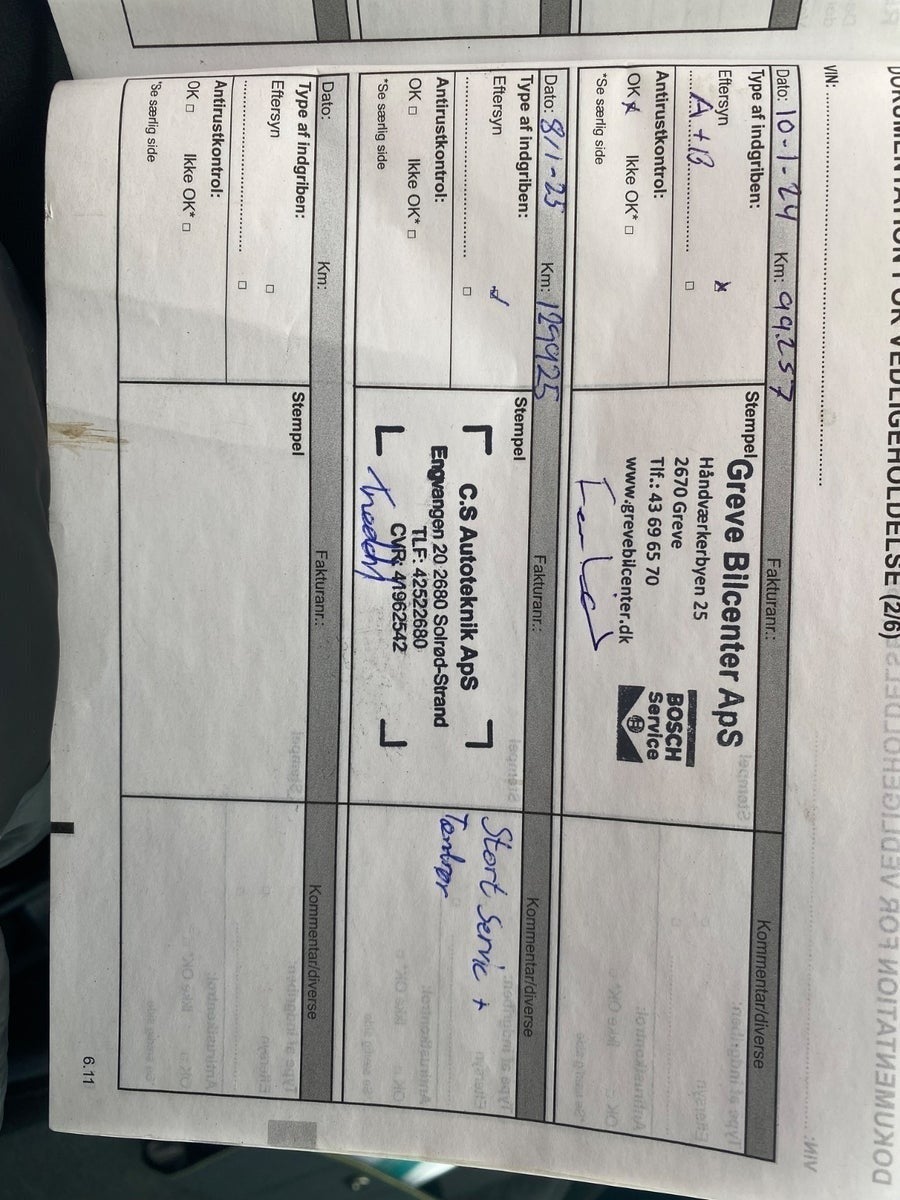 DOKUMENTATION FOR VEDLIGEHOLDELSE (2/6)
VIN:
Dato: 10-1-24 Km: 99.257 Fakturanr.: Kommentar/diverse
Type af indgriben:
Eftersyn x
A+B □
Antirustkontrol:
OK x Ikke OK* □
*Se særlig side
Stempel
Greve Bilcenter ApS
Håndværkerbyen 25
2670 Greve
Tlf.: 43 69 65 70
www.grevebilcenter.dk
BOSCH
Service
Dato: 8/1-25 Km: 129925 Fakturanr.: Kommentar/diverse
Type af indgriben:
Eftersyn
□
Antirustkontrol:
OK □ Ikke OK* □
*Se særlig side
Stempel
C.S Autoteknik ApS
Engvangen 20 2680 Solrød-Strand
TLF: 42522680
CVR: 41962542
Stort Servic +
Tændrør
Dato: Km: Fakturanr.: Kommentar/diverse
Type af indgriben:
Eftersyn □
□
Antirustkontrol:
OK □ Ikke OK* □
*Se særlig side
Stempel
6.11